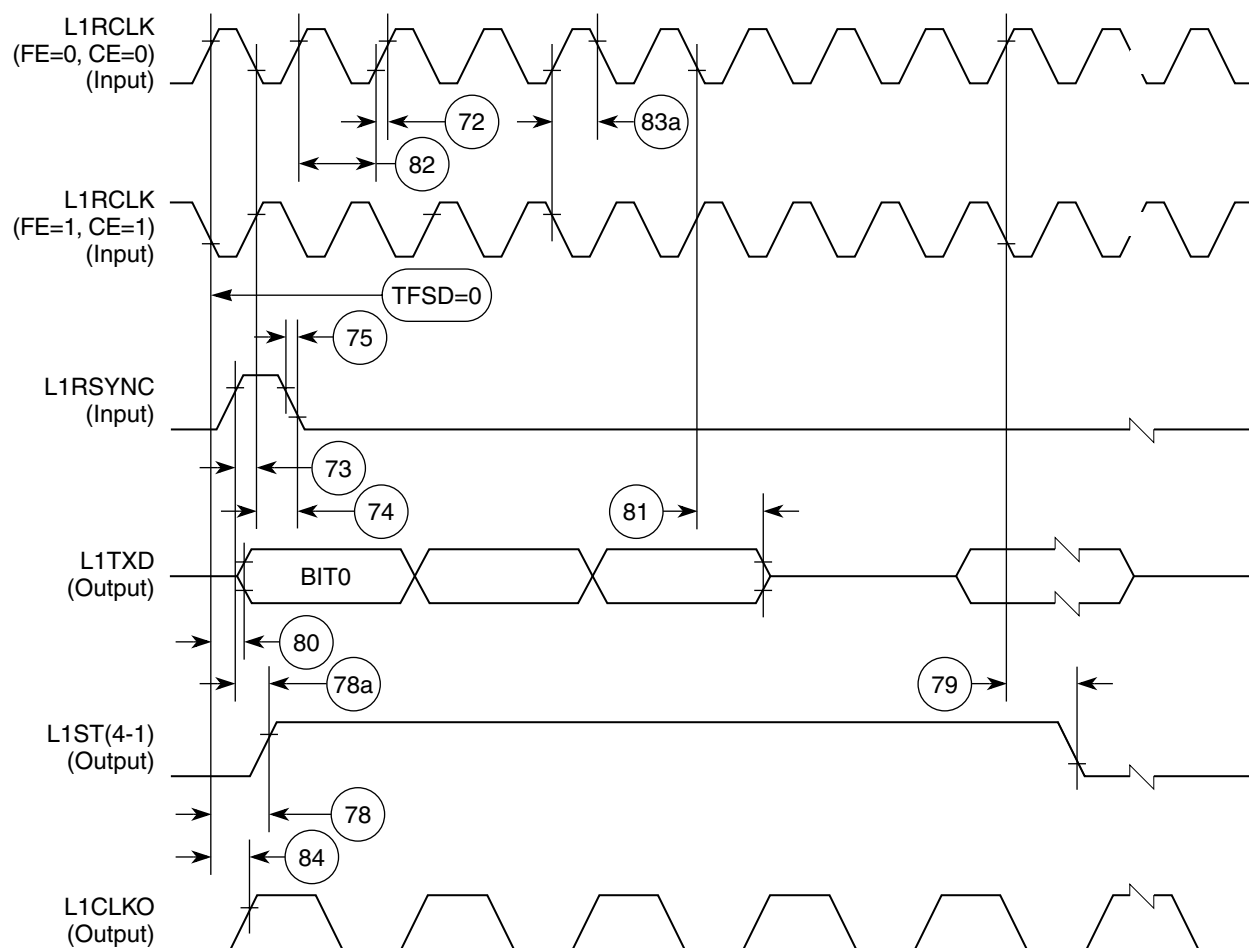 L1RCLK
(FE=0, CE=0)
(Input)
72
83a
82
L1RCLK
(FE=1, CE=1)
(Input)
TFSD=0
75
L1RSYNC
(Input)
73
74
81
L1TXD
(Output)
BIT0
80
78a
79
L1ST(4-1)
(Output)
78
84
L1CLKO
(Output)